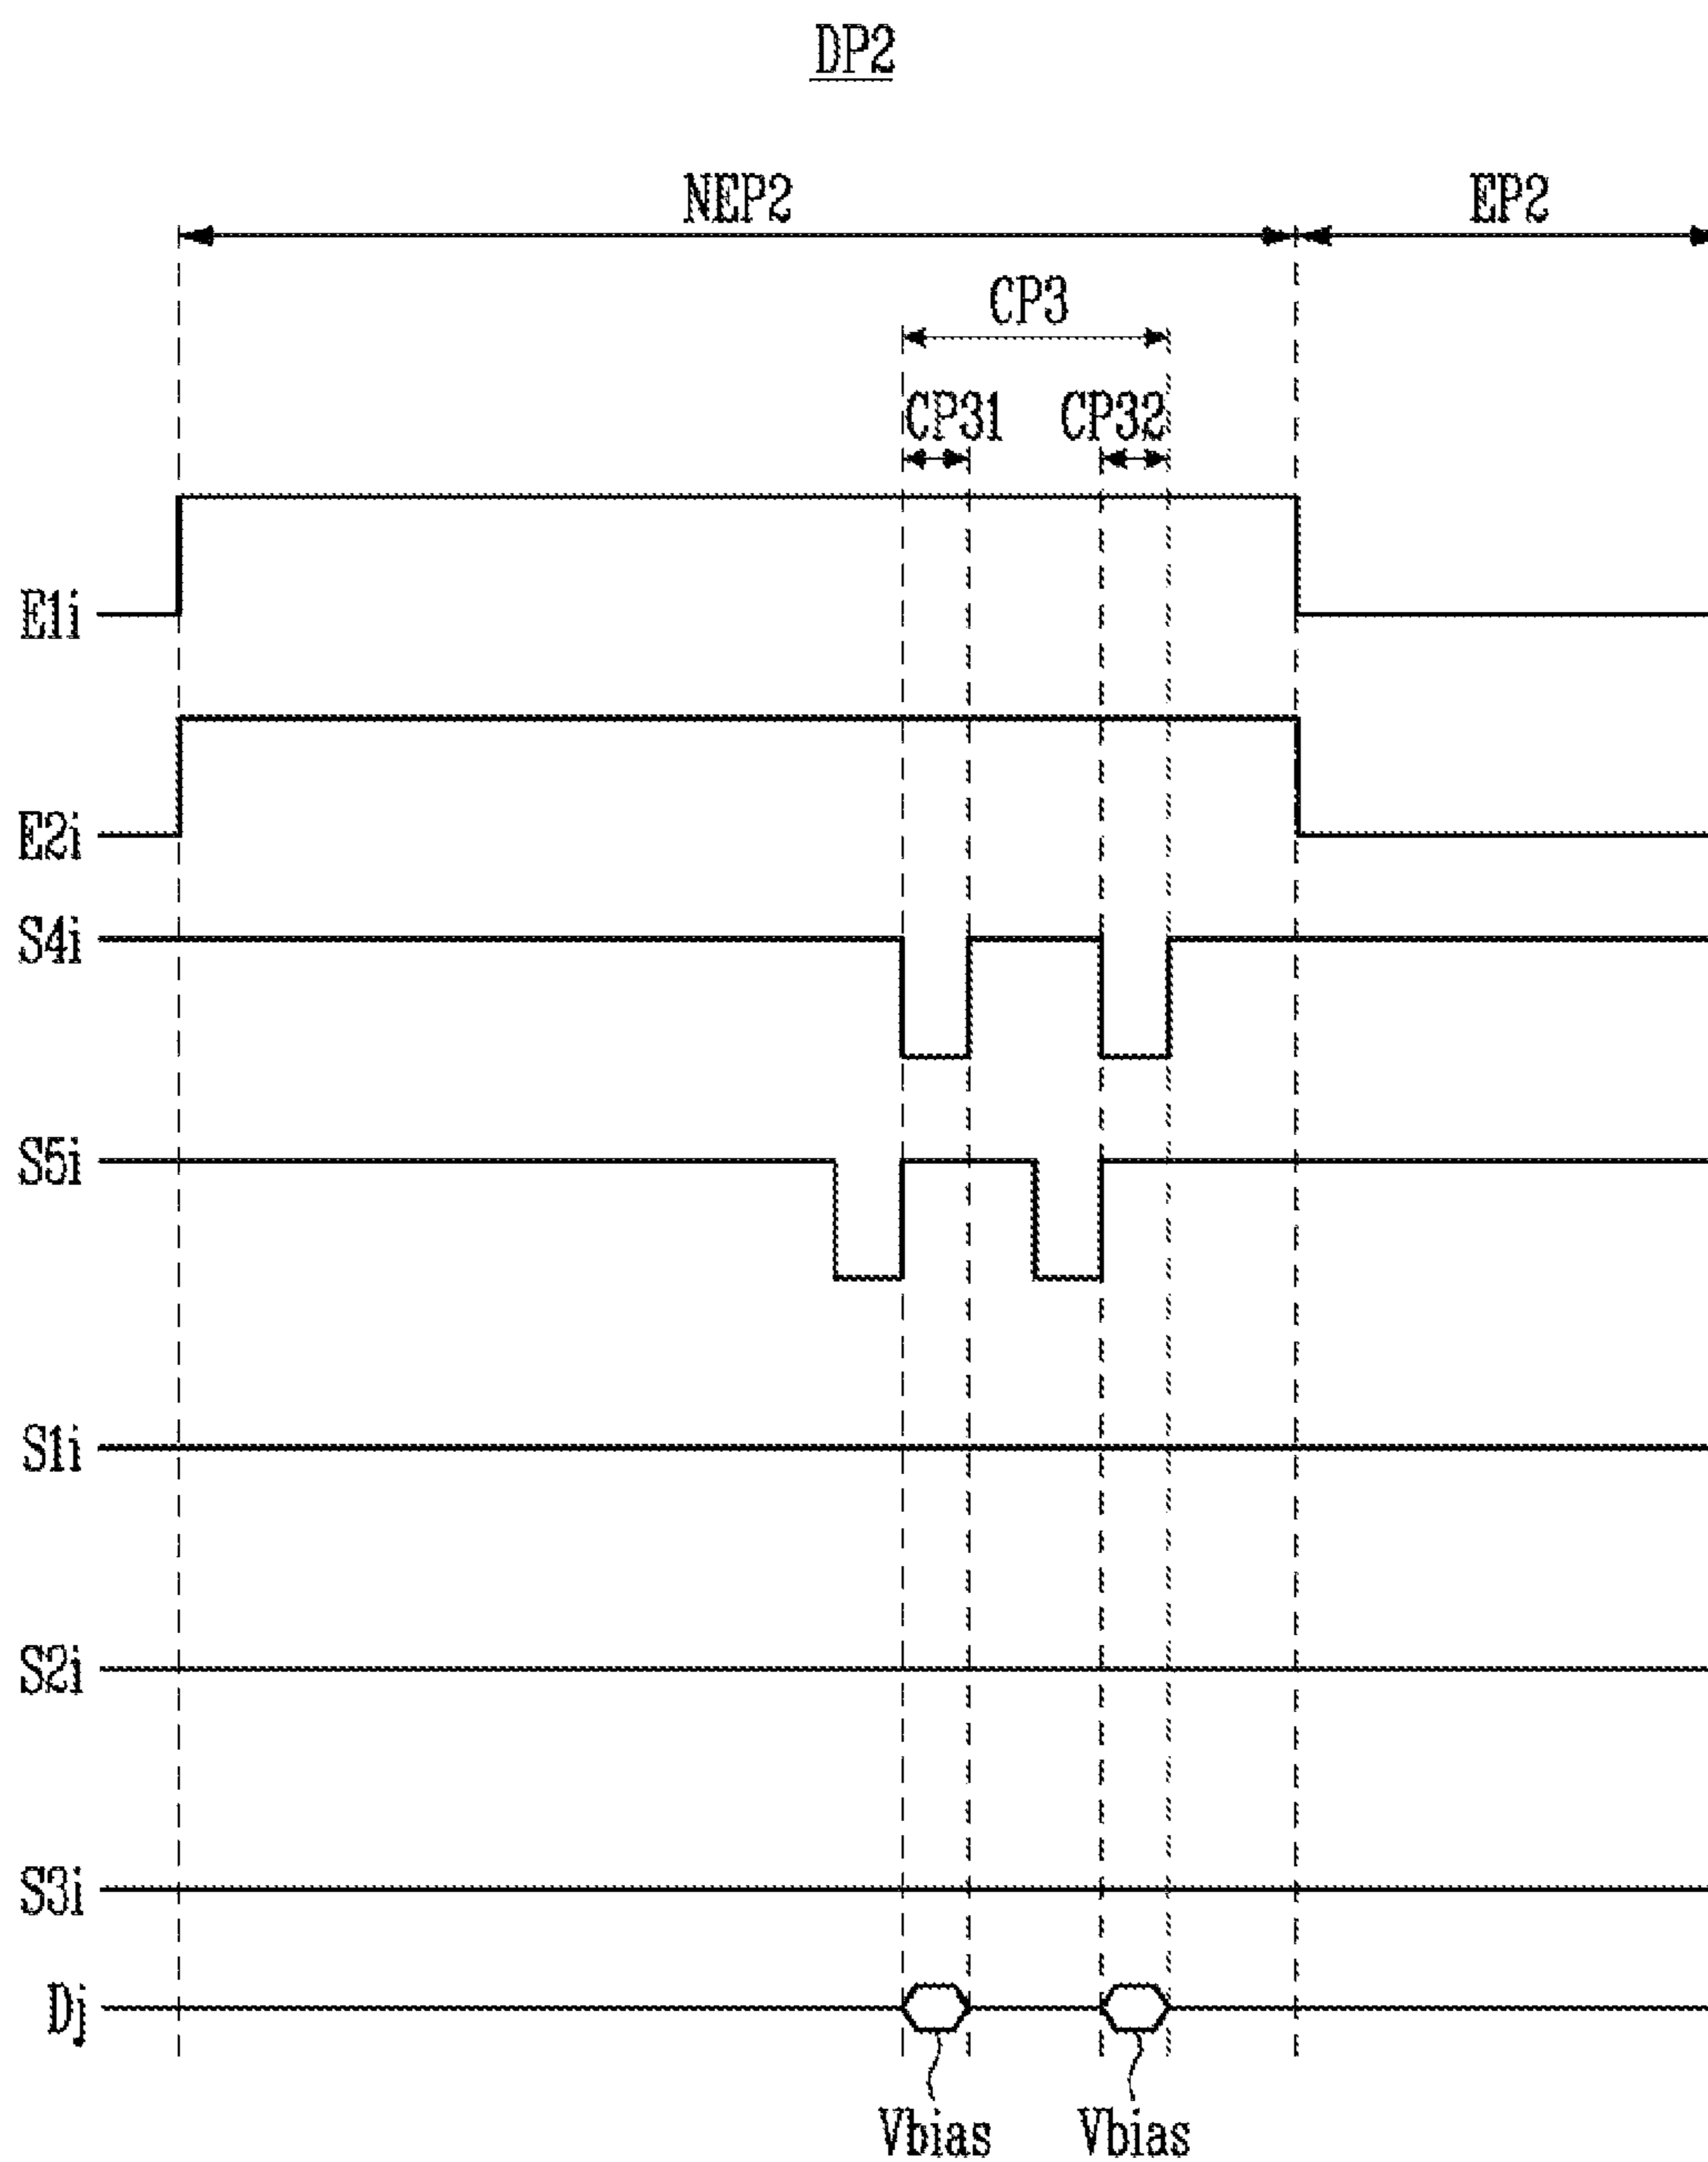 DP2
NEP2 EP2
CP3
CP31 CP32
E1i
E2i
S4i
S5i
S1i
S2i
S3i
Dj
Vbias Vbias